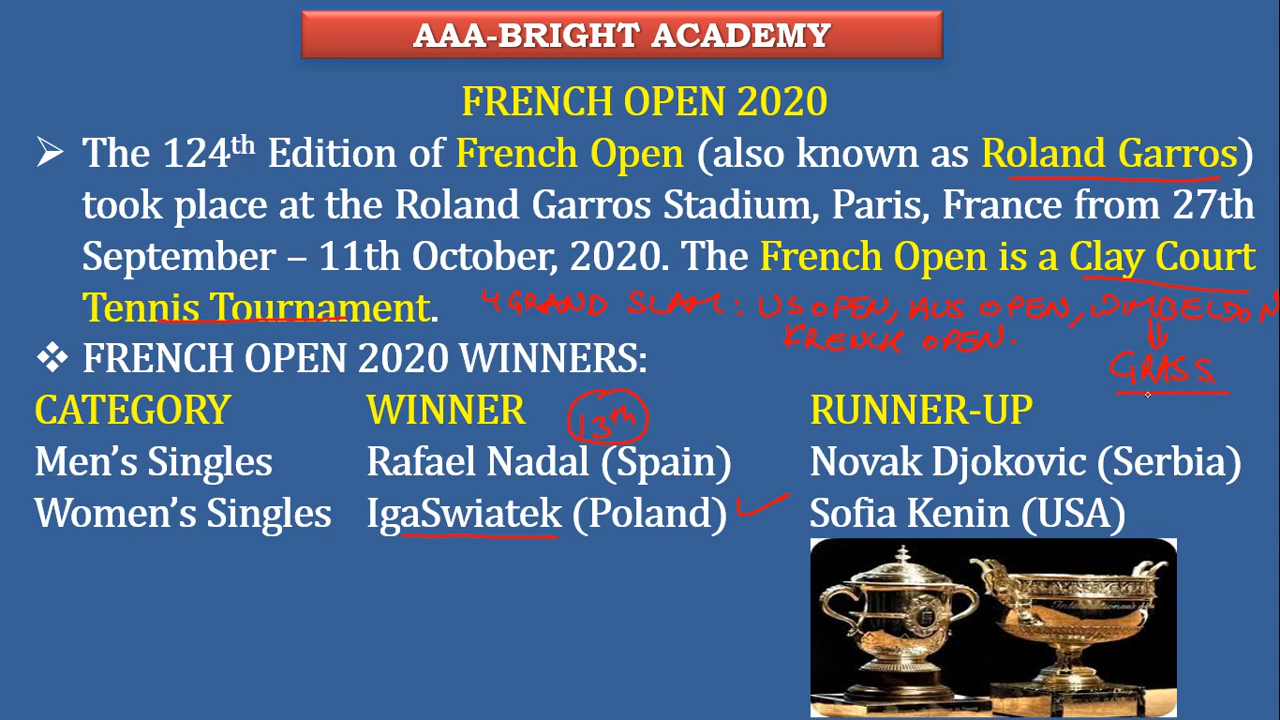 AAA-BRIGHT ACADEMY
FRENCH OPEN 2020
➢ The 124th Edition of French Open (also known as Roland Garros)
took place at the Roland Garros Stadium, Paris, France from 27th
September – 11th October, 2020. The French Open is a Clay Court
Tennis Tournament.
4 GRAND SLAM: US OPEN, AUS OPEN, WIMBELDON
FRENCH OPEN.
GRASS
❖ FRENCH OPEN 2020 WINNERS:
CATEGORY WINNER 13th RUNNER-UP
Men's Singles Rafael Nadal (Spain) Novak Djokovic (Serbia)
Women's Singles IgaSwiatek (Poland) Sofia Kenin (USA)